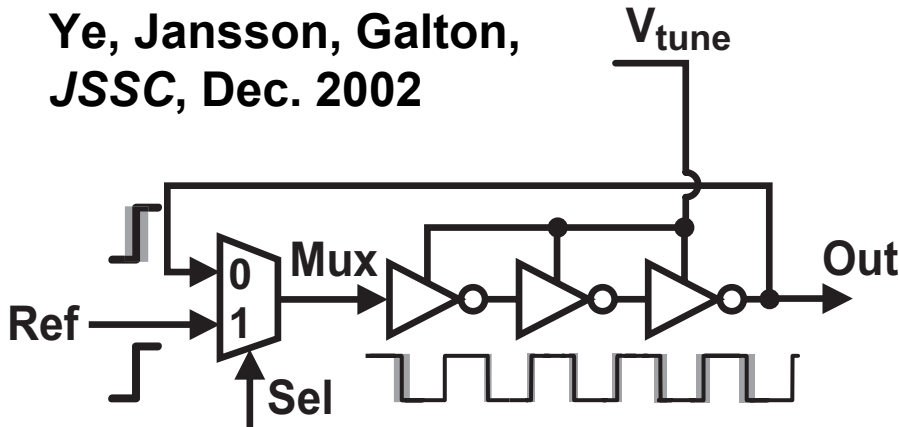 Ye, Jansson, Galton,
JSSC, Dec. 2002
Vtune
0
Mux
Out
Ref
1
Sel